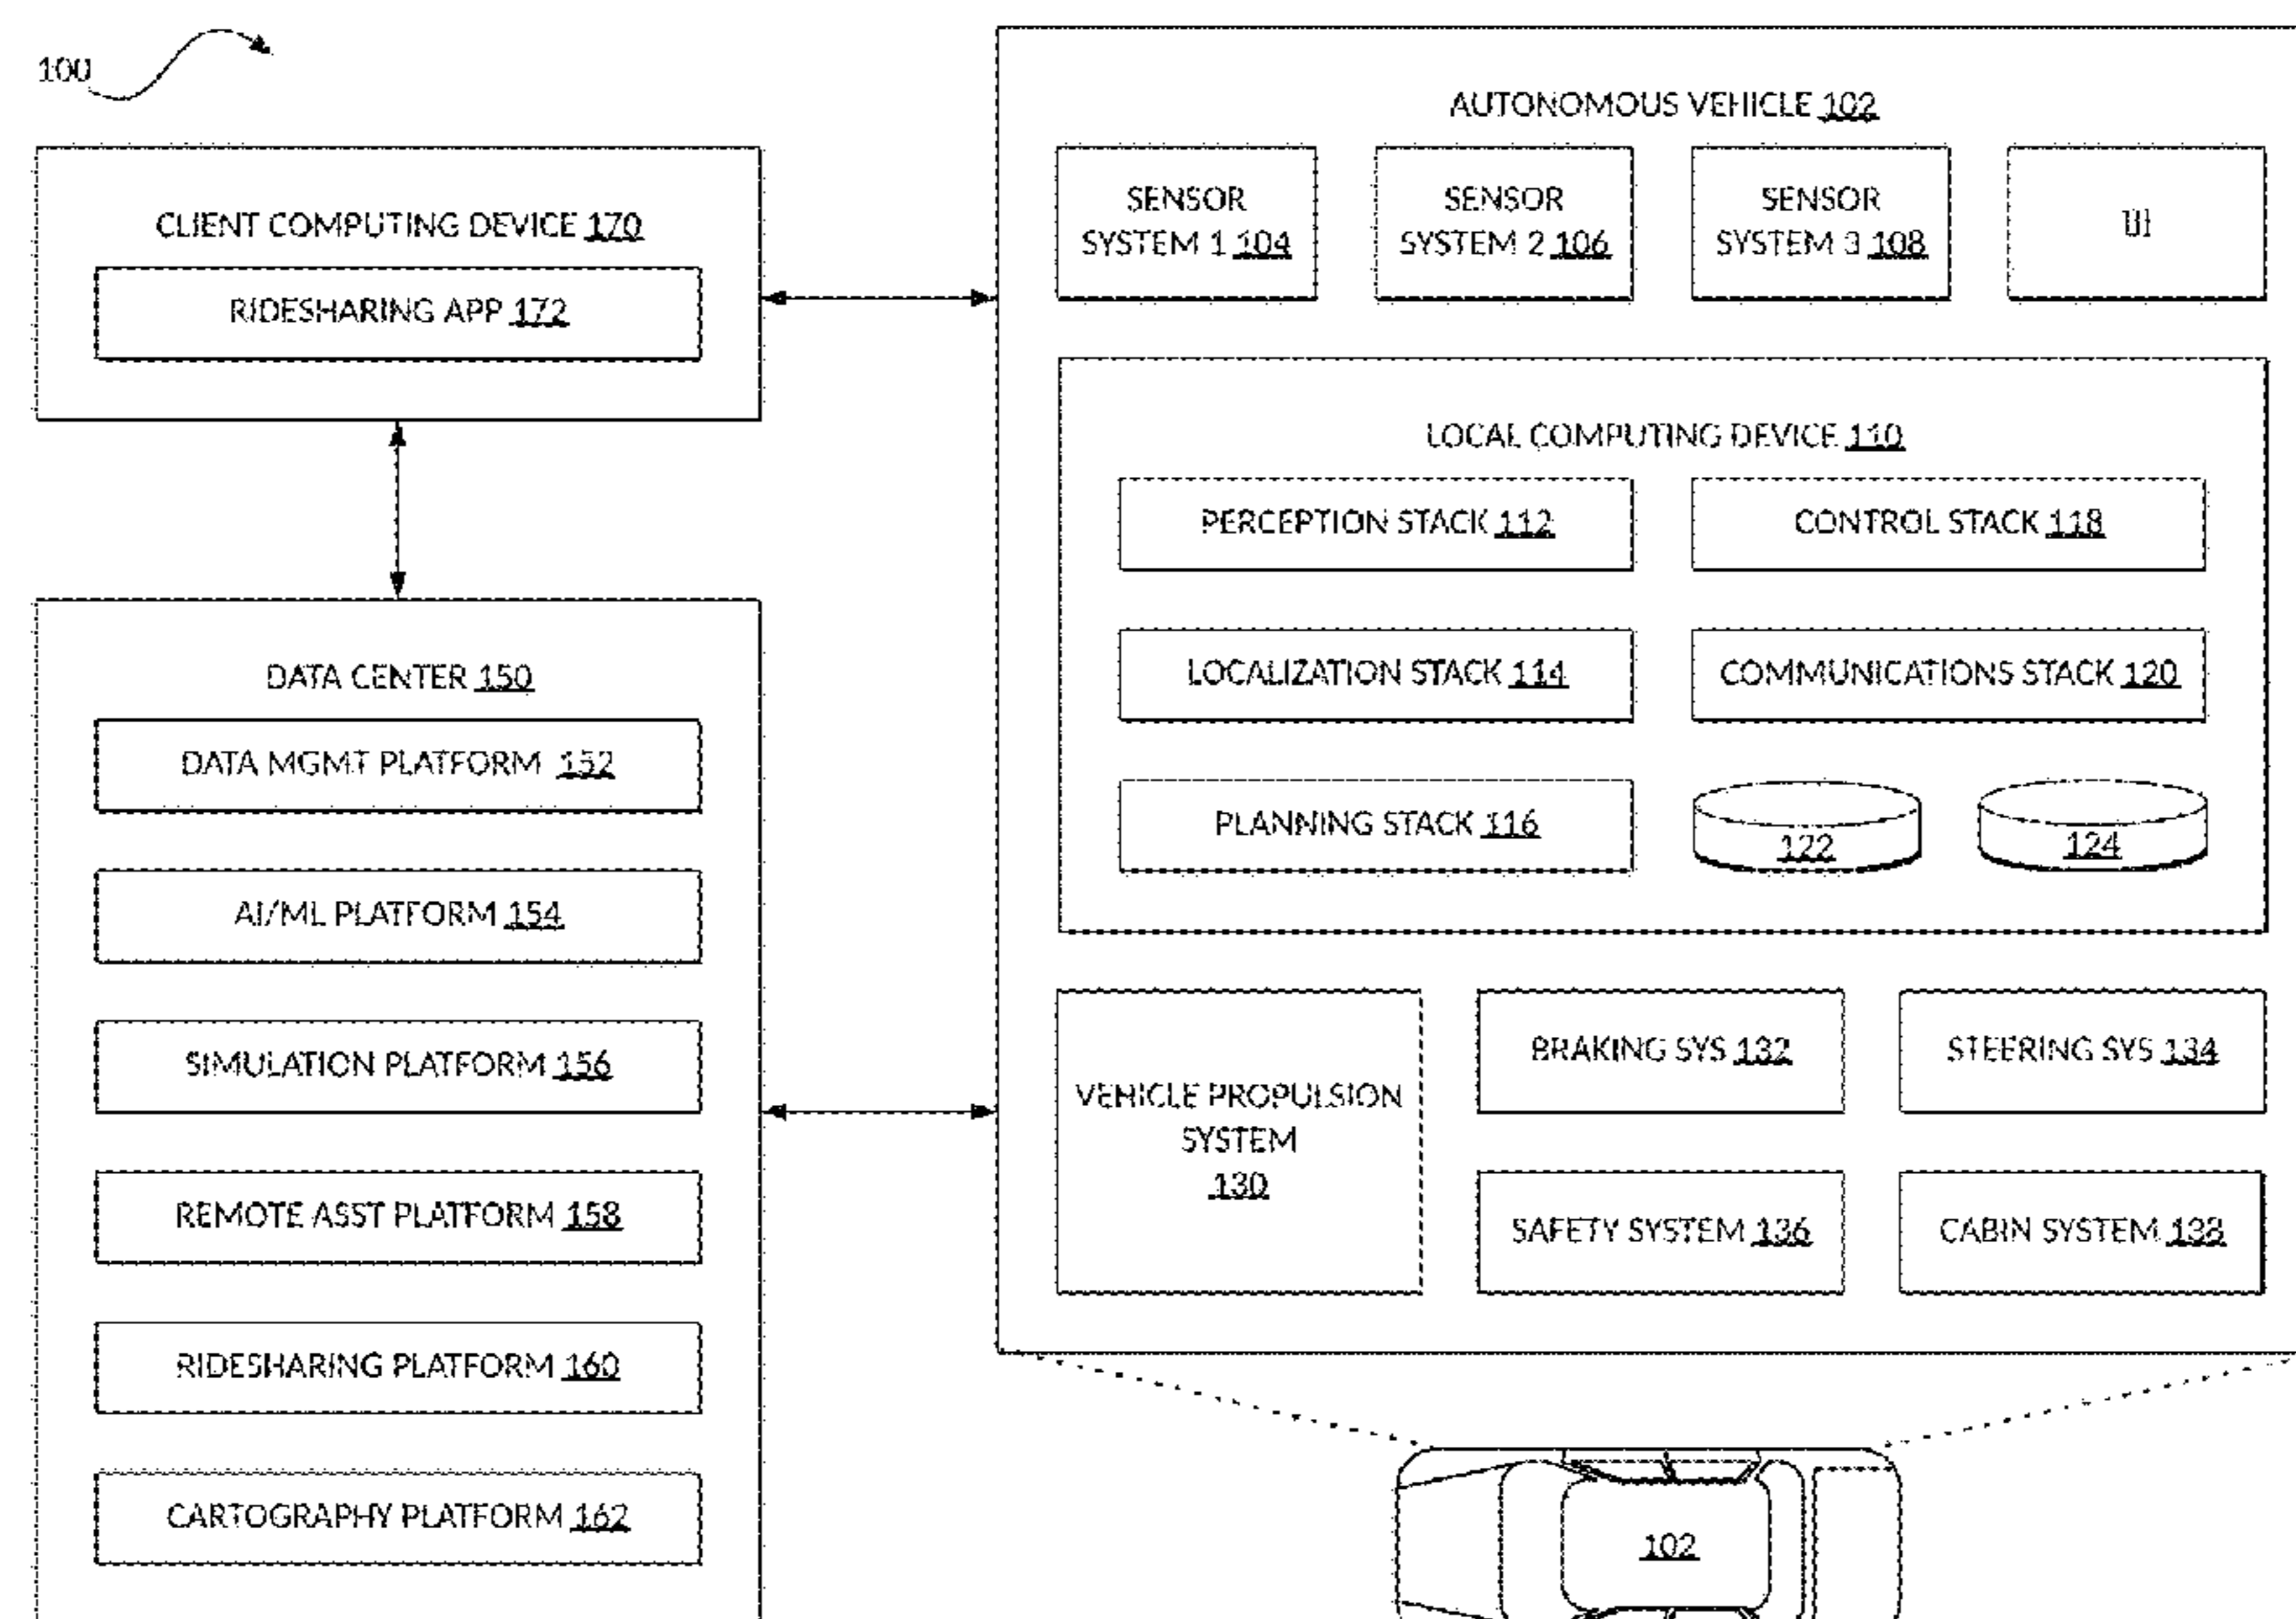 100
CLIENT COMPUTING DEVICE 170
RIDESHARING APP 172
DATA CENTER 150
DATA MGMT PLATFORM 152
AI/ML PLATFORM 154
SIMULATION PLATFORM 156
REMOTE ASST PLATFORM 158
RIDESHARING PLATFORM 160
CARTOGRAPHY PLATFORM 162
AUTONOMOUS VEHICLE 102
SENSOR
SYSTEM 1 104
SENSOR
SYSTEM 2 106
SENSOR
SYSTEM 3 108
LOCAL COMPUTING DEVICE 110
PERCEPTION STACK 112
CONTROL STACK 118
LOCALIZATION STACK 114
COMMUNICATIONS STACK 120
PLANNING STACK 116
122
124
VEHICLE PROPULSION
SYSTEM
130
BRAKING SYS 132
STEERING SYS 134
SAFETY SYSTEM 136
CABIN SYSTEM 138
102